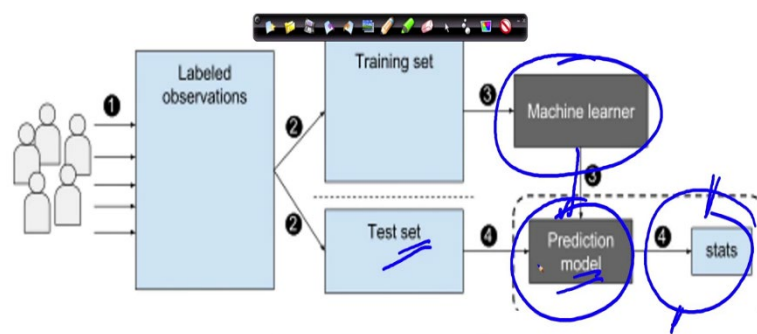 Labeled
observations
Training set
1
2
3
Machine learner
3
2
Test set
4
Prediction
model
4
stats